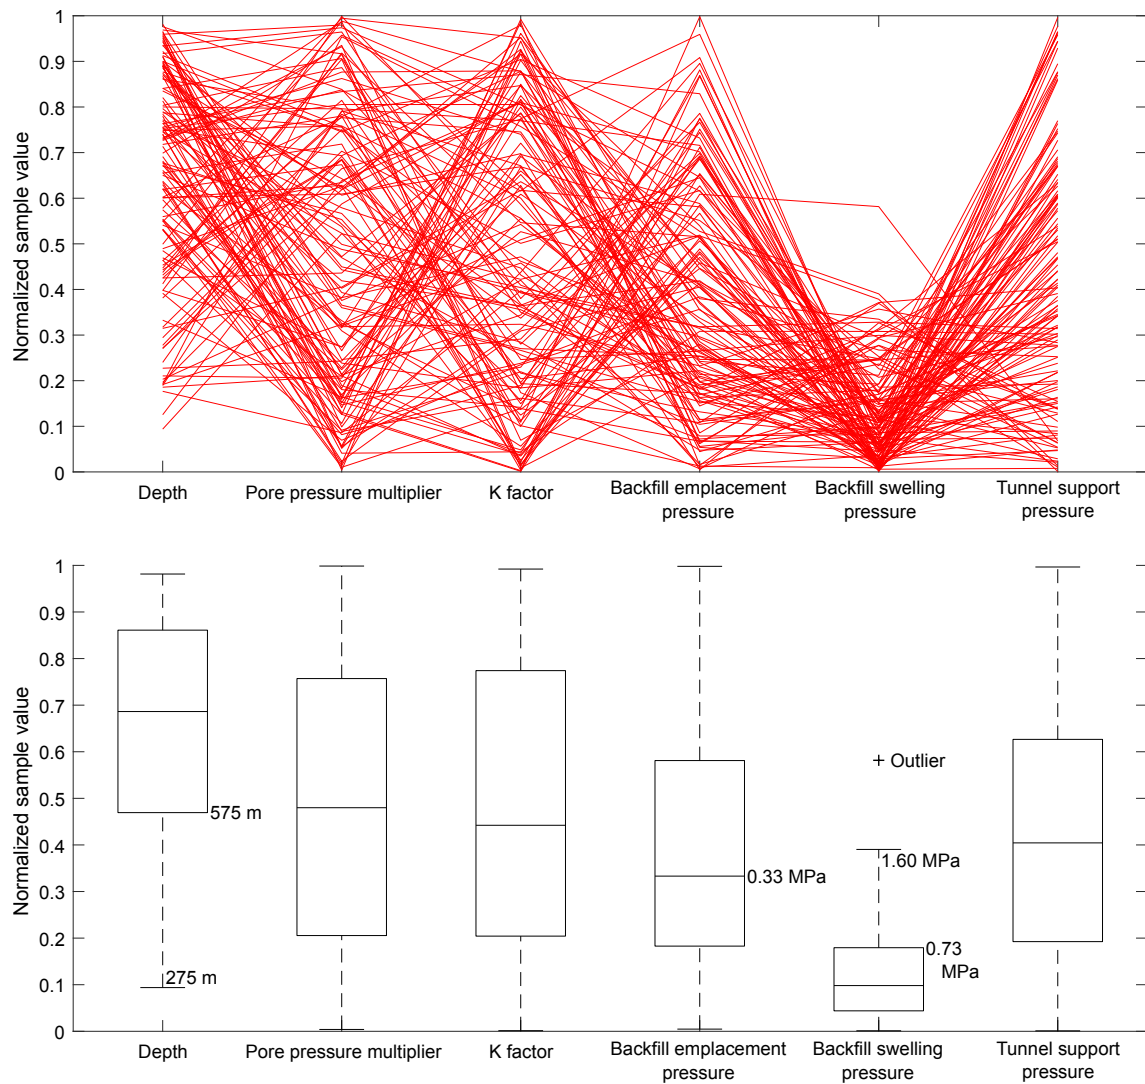 1
0.9
0.8
0.7
0.6
0.5
0.4
0.3
0.2
0.1
0
Normalized sample value
Depth
Pore pressure multiplier
K factor
Backfill emplacement
pressure
Backfill swelling
pressure
Tunnel support
pressure
1
0.9
0.8
0.7
0.6
0.5
0.4
0.3
0.2
0.1
0
Normalized sample value
575 m
275 m
0.33 MPa
+ Outlier
1.60 MPa
0.73
MPa
Depth
Pore pressure multiplier
K factor
Backfill emplacement
pressure
Backfill swelling
pressure
Tunnel support
pressure